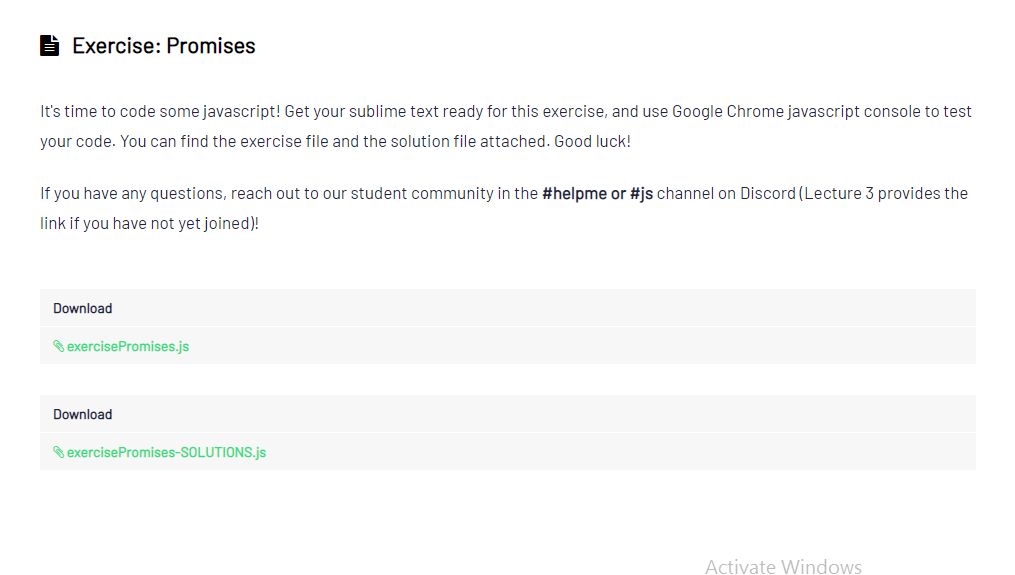 Exercise: Promises
It's time to code some javascript! Get your sublime text ready for this exercise, and use Google Chrome javascript console to test
your code. You can find the exercise file and the solution file attached. Good luck!
If you have any questions, reach out to our student community in the #helpme or #js channel on Discord (Lecture 3 provides the
link if you have not yet joined)!
Download
exercisePromises.js
Download
exercisePromises-SOLUTIONS.js
Activate Windows